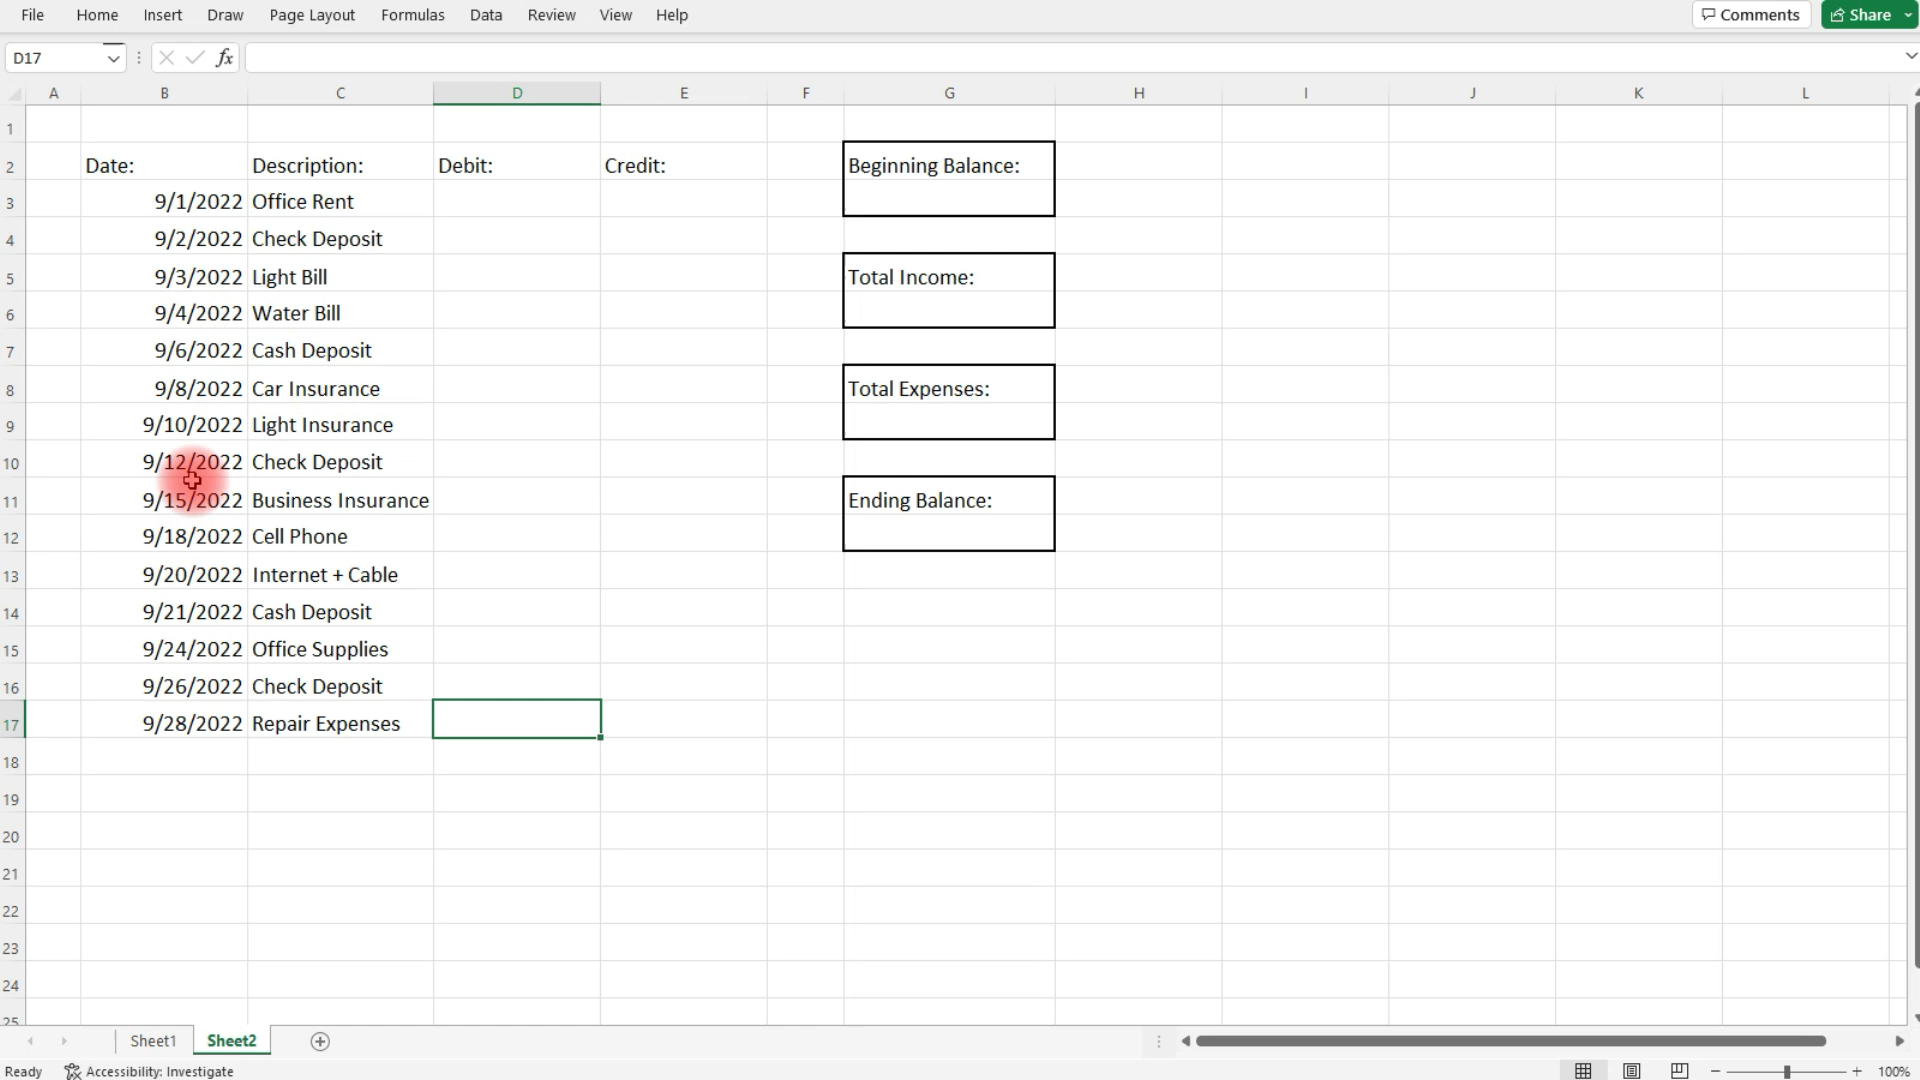 File Home Insert Draw Page Layout Formulas Data Review View Help Comments Share
D17 fx
A B C D E F G H I J K L
1
2 Date: Description: Debit: Credit: Beginning Balance:
3 9/1/2022 Office Rent
4 9/2/2022 Check Deposit
5 9/3/2022 Light Bill Total Income:
6 9/4/2022 Water Bill
7 9/6/2022 Cash Deposit
8 9/8/2022 Car Insurance Total Expenses:
9 9/10/2022 Light Insurance
10 9/12/2022 Check Deposit
11 9/15/2022 Business Insurance Ending Balance:
12 9/18/2022 Cell Phone
13 9/20/2022 Internet + Cable
14 9/21/2022 Cash Deposit
15 9/24/2022 Office Supplies
16 9/26/2022 Check Deposit
17 9/28/2022 Repair Expenses
18
19
20
21
22
23
24
25
Sheet1 Sheet2
Ready Accessibility: Investigate 100%